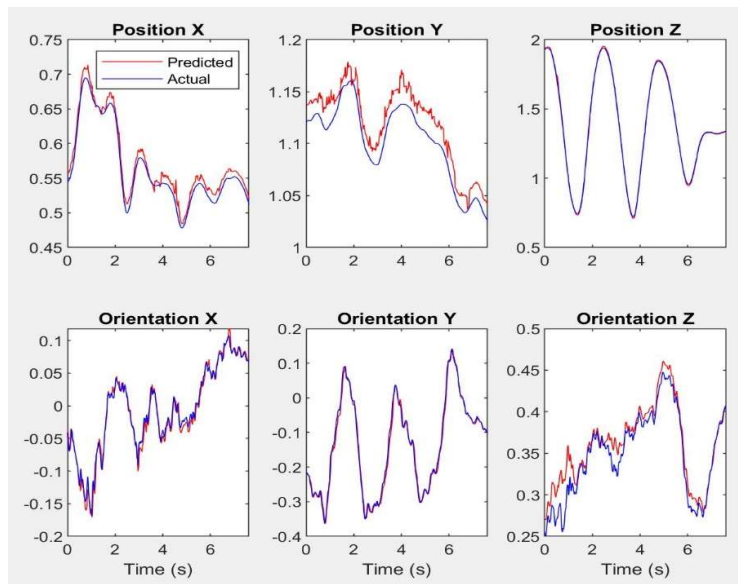 Position X
Position Y
Position Z
0.75
0.7
0.65
0.6
0.55
0.5
0.45
0 2 4 6
Predicted
Actual
1.2
1.15
1.1
1.05
1
0 2 4 6
2
1.5
1
0.5
0 2 4 6
Orientation X
Orientation Y
Orientation Z
0.1
0.05
0
-0.05
-0.1
-0.15
-0.2
0 2 4 6
Time (s)
0.2
0.1
0
-0.1
-0.2
-0.3
-0.4
0 2 4 6
Time (s)
0.5
0.45
0.4
0.35
0.3
0.25
0 2 4 6
Time (s)